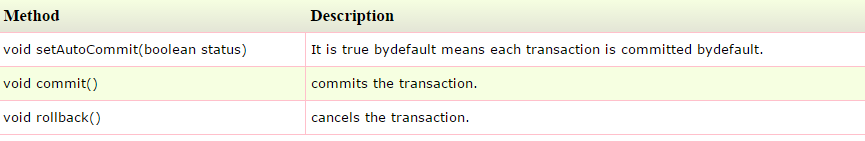 Method Description
void setAutoCommit(boolean status) It is true bydefault means each transaction is committed bydefault.
void commit() commits the transaction.
void rollback() cancels the transaction.